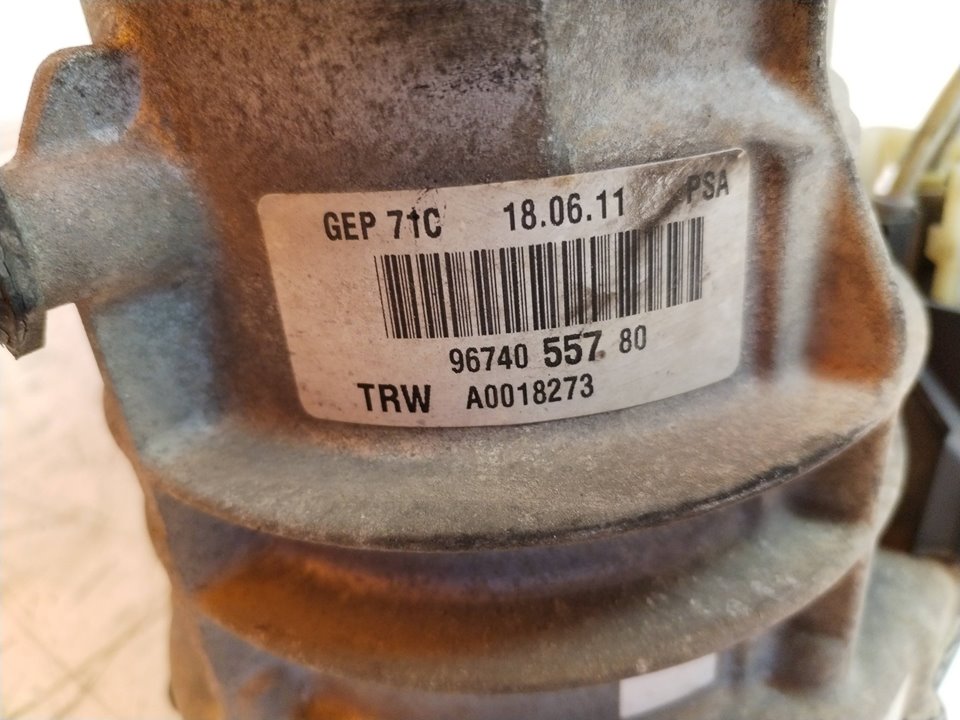 GEP 71C 18.06.11 PSA
96740 557 80
TRW A0018273